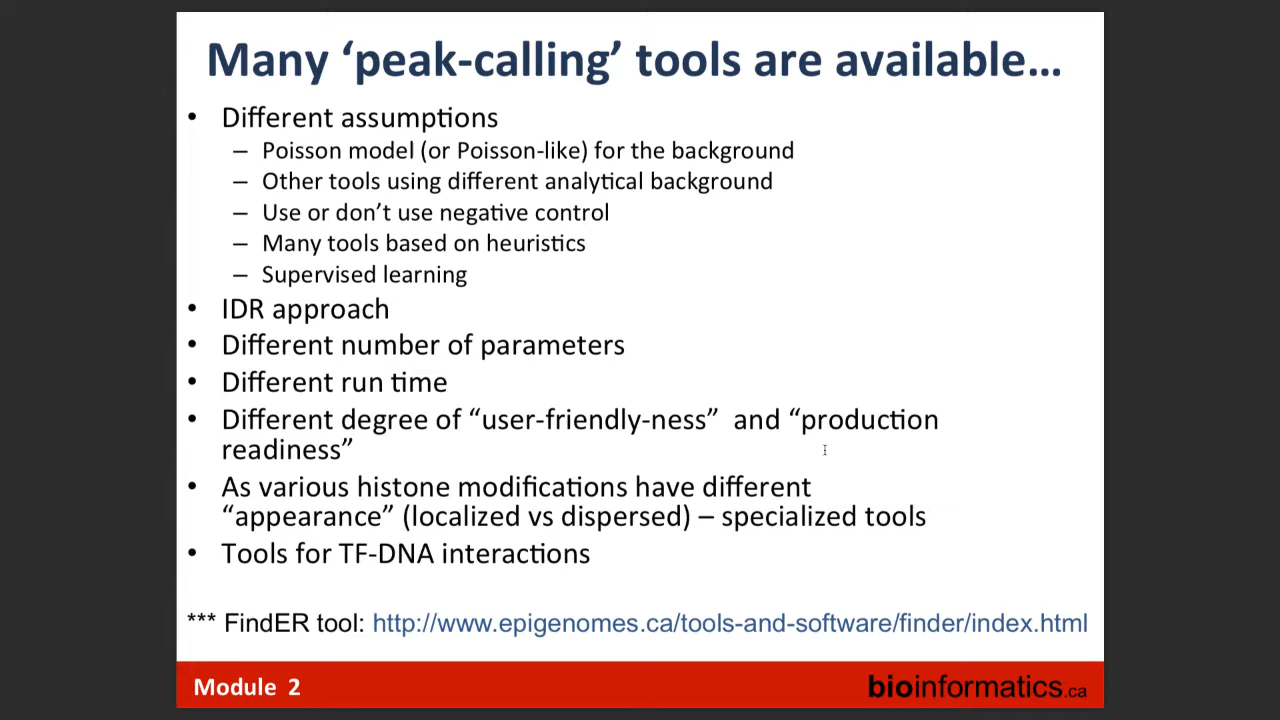 Many ‘peak-calling’ tools are available…
• Different assumptions
– Poisson model (or Poisson-like) for the background
– Other tools using different analytical background
– Use or don’t use negative control
– Many tools based on heuristics
– Supervised learning
• IDR approach
• Different number of parameters
• Different run time
• Different degree of “user-friendly-ness”  and “production
readiness”
• As various histone modifications have different
“appearance” (localized vs dispersed) – specialized tools
• Tools for TF-DNA interactions
*** FindER tool: http://www.epigenomes.ca/tools-and-software/finder/index.html
Module 2
bioinformatics.ca